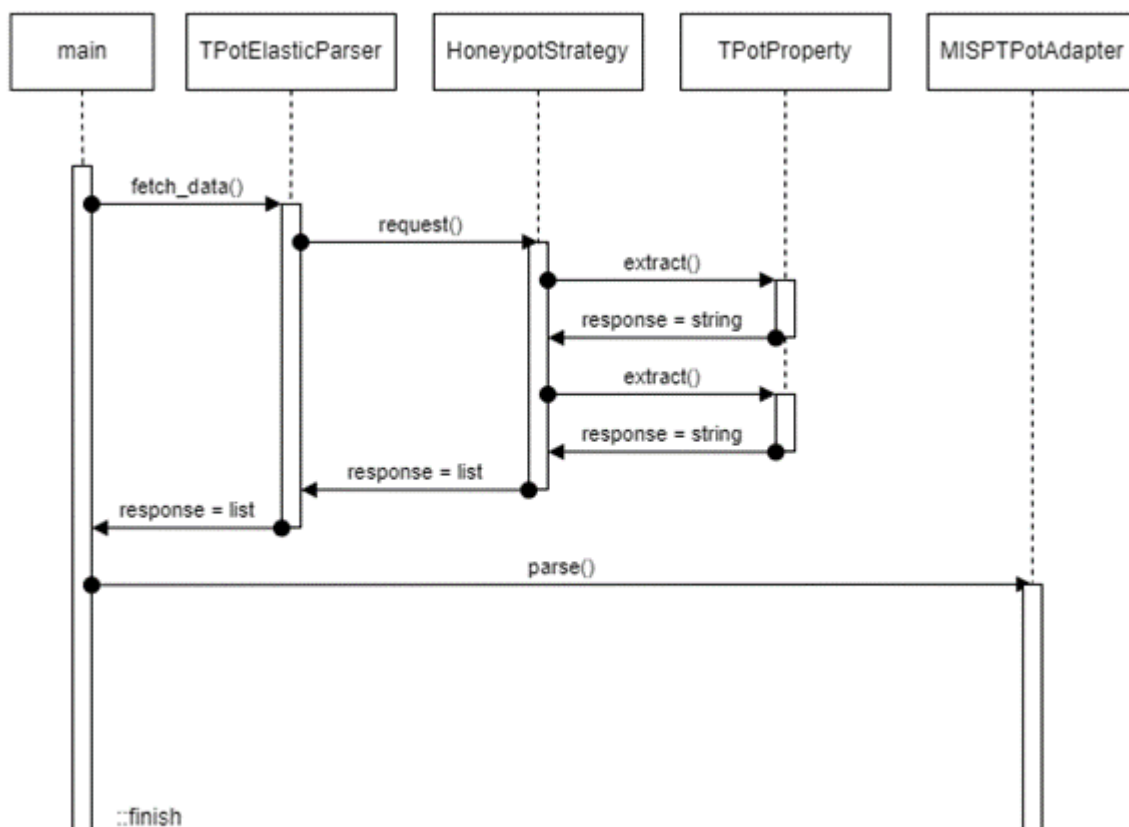 main
TPotElasticParser
HoneypotStrategy
TPotProperty
MISPTPotAdapter
fetch_data()
request()
extract()
response = string
extract()
response = string
response = list
response = list
parse()
::finish